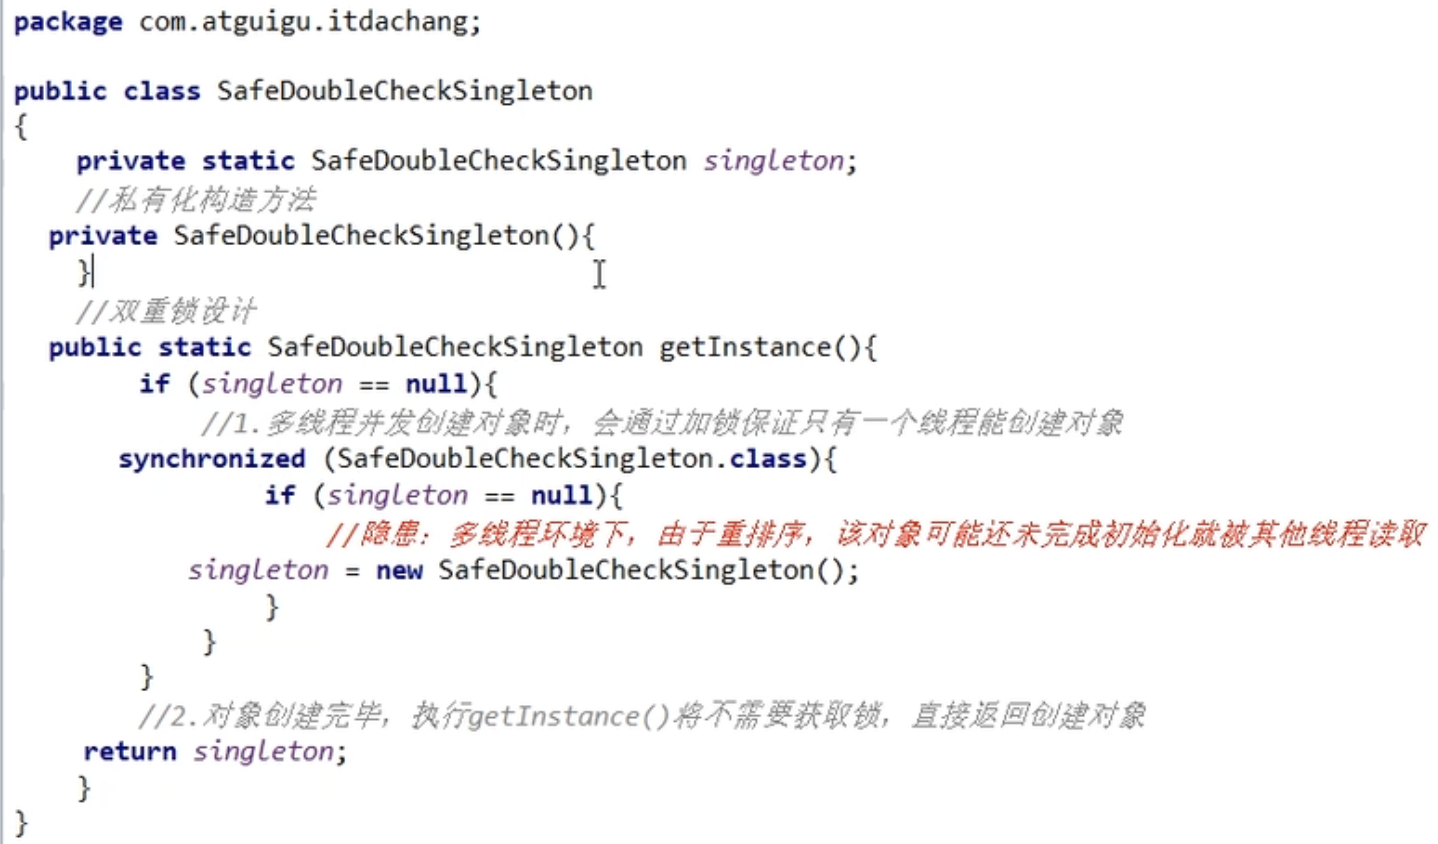 package com.atguigu.itdachang;
public class SafeDoubleCheckSingleton
{
private static SafeDoubleCheckSingleton singleton;
//私有化构造方法
private SafeDoubleCheckSingleton(){
}
//双重锁设计
public static SafeDoubleCheckSingleton getInstance(){
if (singleton == null){
//1.多线程并发创建对象时，会通过加锁保证只有一个线程能创建对象
synchronized (SafeDoubleCheckSingleton.class){
if (singleton == null){
//隐患：多线程环境下，由于重排序，该对象可能还未完成初始化就被其他线程读取
singleton = new SafeDoubleCheckSingleton();
}
}
}
//2.对象创建完毕，执行getInstance()将不需要获取锁，直接返回创建对象
return singleton;
}
}